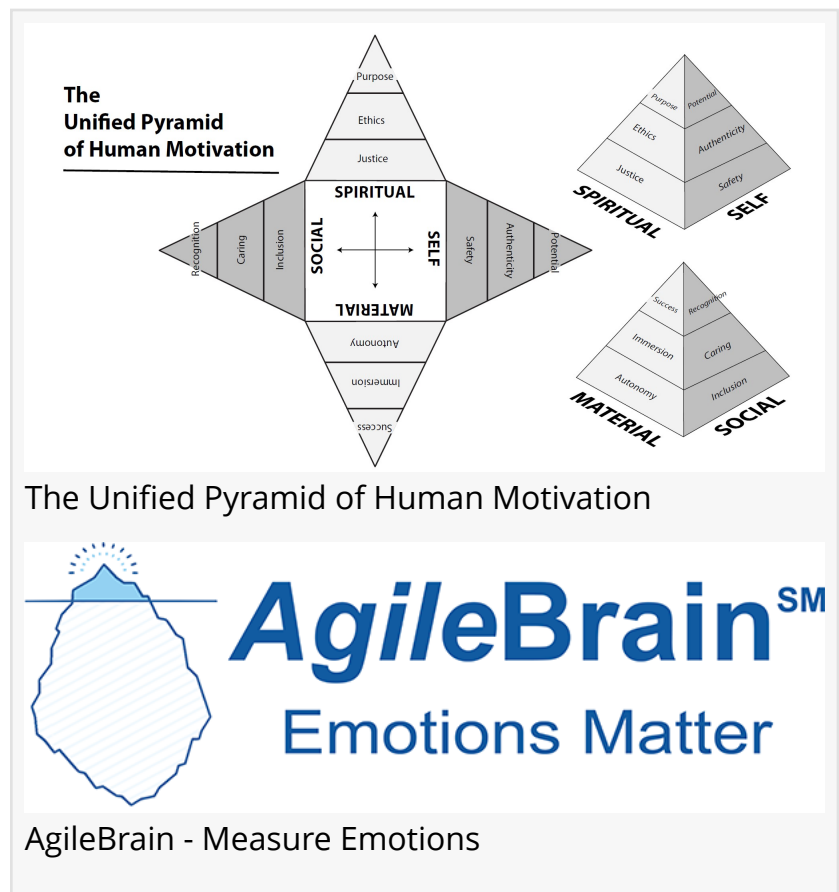 The
Unified Pyramid
of Human Motivation
Purpose
Ethics
Justice
SPIRITUAL
Recognition
Caring
Inclusion
SOCIAL
SELF
Safety
Authenticity
Potential
MATERIAL
Autonomy
Immersion
Success
Purpose
Potential
Ethics
Authenticity
Justice
Safety
SPIRITUAL
SELF
Success
Recognition
Immersion
Caring
Autonomy
Inclusion
MATERIAL
SOCIAL
The Unified Pyramid of Human Motivation
AgileBrain SM
Emotions Matter
AgileBrain - Measure Emotions